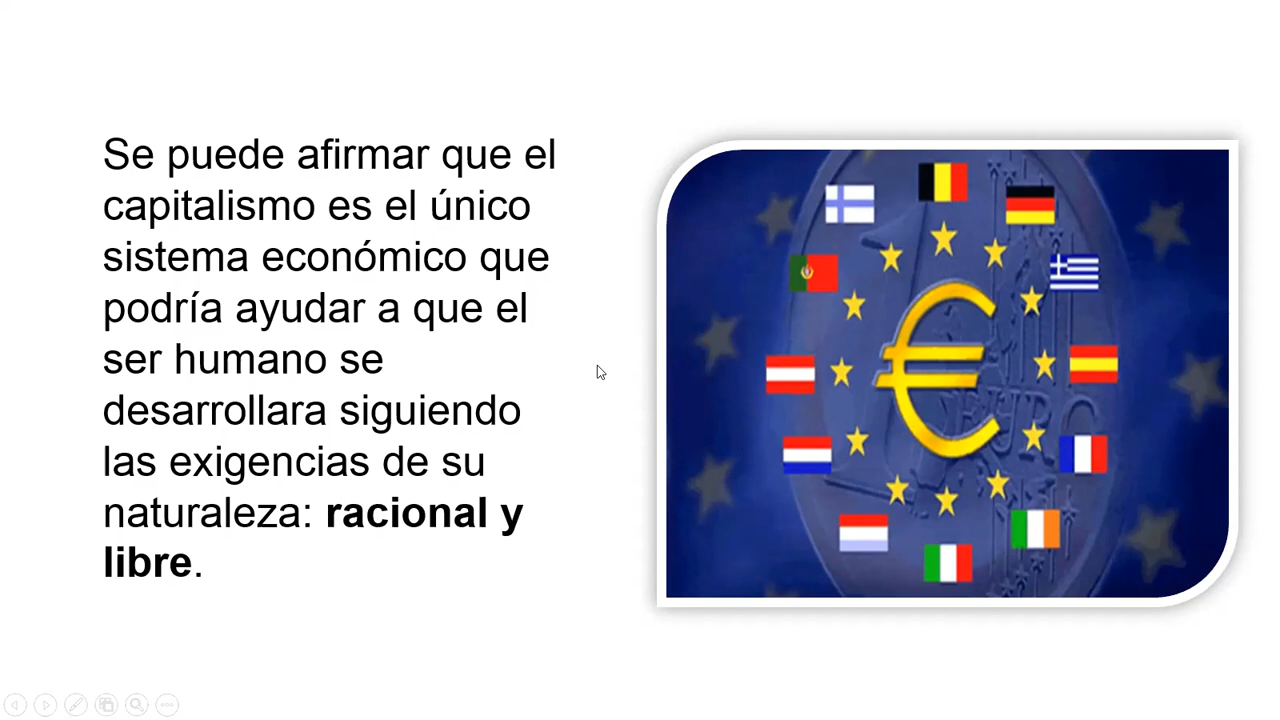 Se puede afirmar que el
capitalismo es el único
sistema económico que
podría ayudar a que el
ser humano se
desarrollara siguiendo
las exigencias de su
naturaleza: racional y
libre.
€